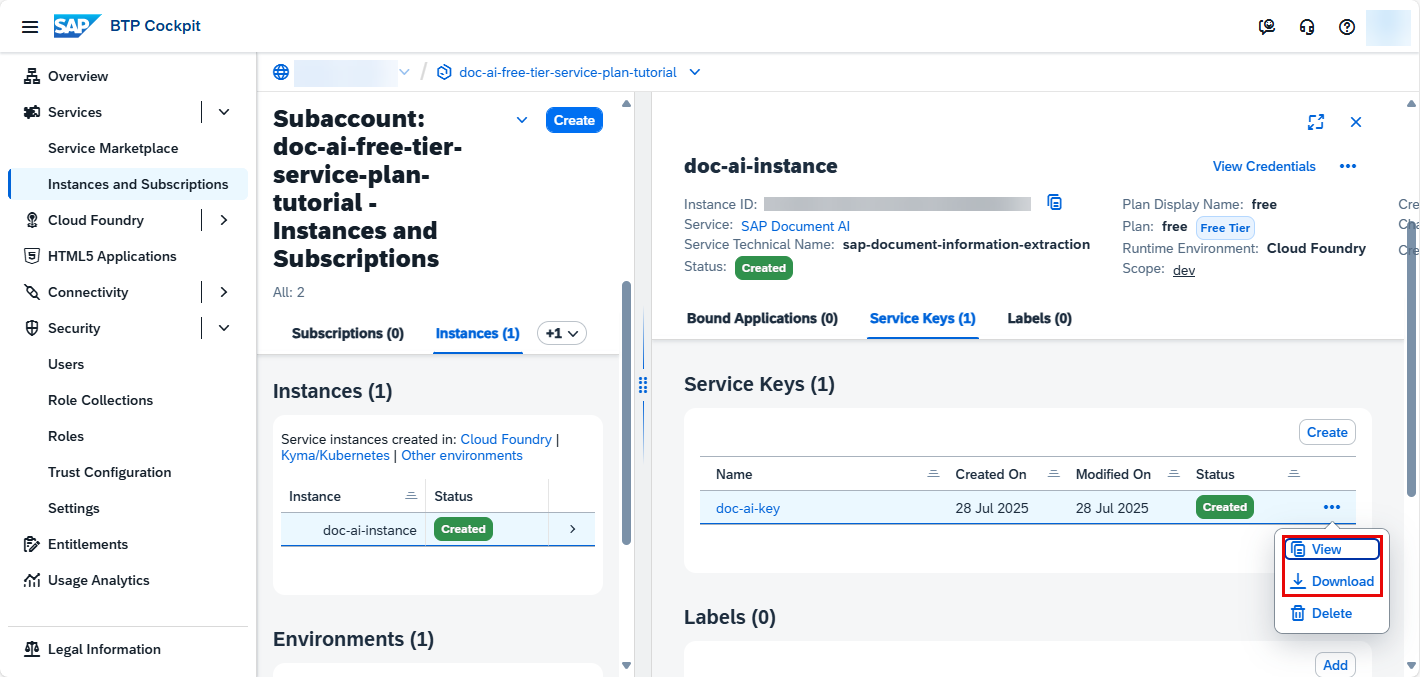 SAP BTP Cockpit
Overview
Services
Service Marketplace
Instances and Subscriptions
Cloud Foundry
HTML5 Applications
Connectivity
Security
Users
Role Collections
Roles
Trust Configuration
Settings
Entitlements
Usage Analytics
Legal Information
/ doc-ai-free-tier-service-plan-tutorial
Subaccount:
doc-ai-free-tier-
service-plan-
tutorial -
Instances and
Subscriptions
Create
All: 2
Subscriptions (0) Instances (1) +1
Instances (1)
Service instances created in: Cloud Foundry |
Kyma/Kubernetes | Other environments
Instance Status
doc-ai-instance Created
Environments (1)
doc-ai-instance
View Credentials
Instance ID:
Service: SAP Document AI
Service Technical Name: sap-document-information-extraction
Status: Created
Plan Display Name: free
Plan: free Free Tier
Runtime Environment: Cloud Foundry
Scope: dev
Bound Applications (0) Service Keys (1) Labels (0)
Service Keys (1)
Create
Name Created On Modified On Status
doc-ai-key 28 Jul 2025 28 Jul 2025 Created
View
Download
Delete
Labels (0)
Add